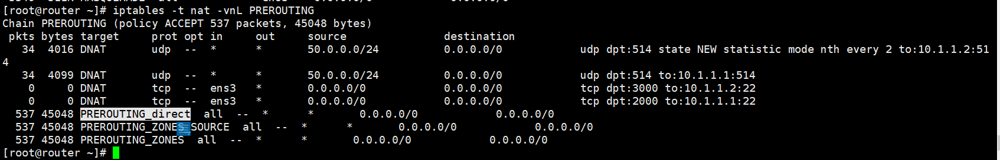 [root@router ~]# iptables -t nat -vnL PREROUTING
Chain PREROUTING (policy ACCEPT 537 packets, 45048 bytes)
 pkts bytes target     prot opt in     out     source               destination
   34  4016 DNAT       udp  --  *      *       50.0.0.0/24          0.0.0.0/0            udp dpt:514 state NEW statistic mode nth every 2 to:10.1.1.2:51
4
   34  4099 DNAT       udp  --  *      *       50.0.0.0/24          0.0.0.0/0            udp dpt:514 to:10.1.1.1:514
    0     0 DNAT       tcp  --  ens3   *       0.0.0.0/0            0.0.0.0/0            tcp dpt:3000 to:10.1.1.2:22
    0     0 DNAT       tcp  --  ens3   *       0.0.0.0/0            0.0.0.0/0            tcp dpt:2000 to:10.1.1.1:22
  537 45048 PREROUTING_direct  all  --  *      *       0.0.0.0/0            0.0.0.0/0
  537 45048 PREROUTING_ZONES_SOURCE  all  --  *      *       0.0.0.0/0            0.0.0.0/0
  537 45048 PREROUTING_ZONES  all  --  *      *       0.0.0.0/0            0.0.0.0/0
[root@router ~]#